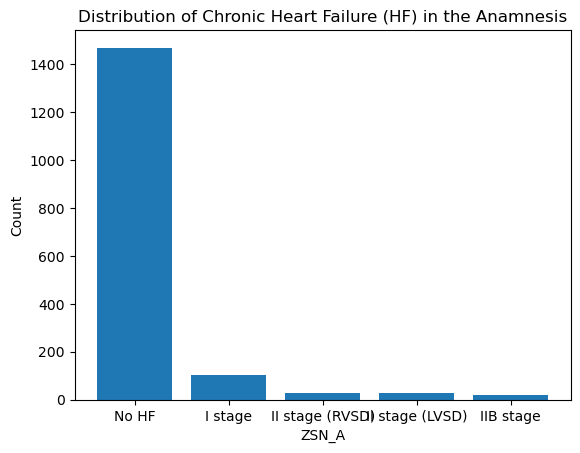 Distribution of Chronic Heart Failure (HF) in the Anamnesis
1400
1200
1000
800
600
400
200
0
Count
No HF
I stage
II stage (RVSD)
II stage (LVSD)
IIB stage
ZSN_A